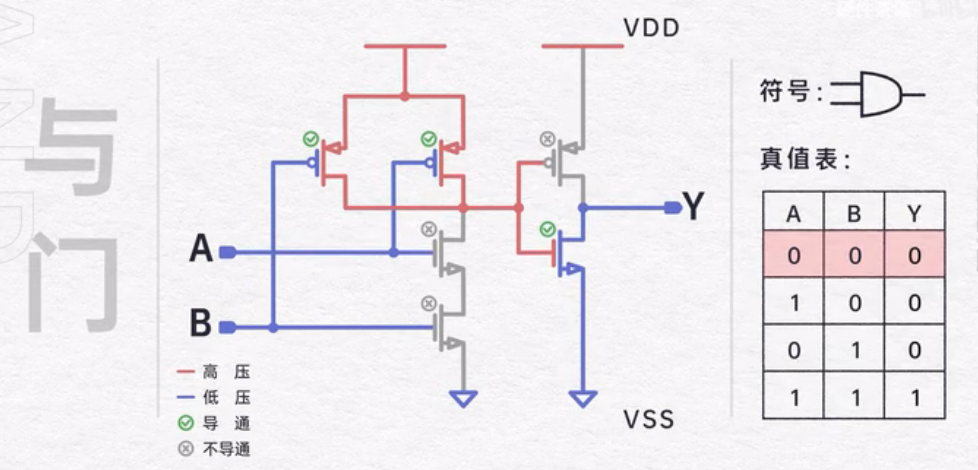 与门
VDD
A
B
Y
VSS
高 压
低 压
导 通
不导通
符号:
真值表:
A B Y
0 0 0
1 0 0
0 1 0
1 1 1